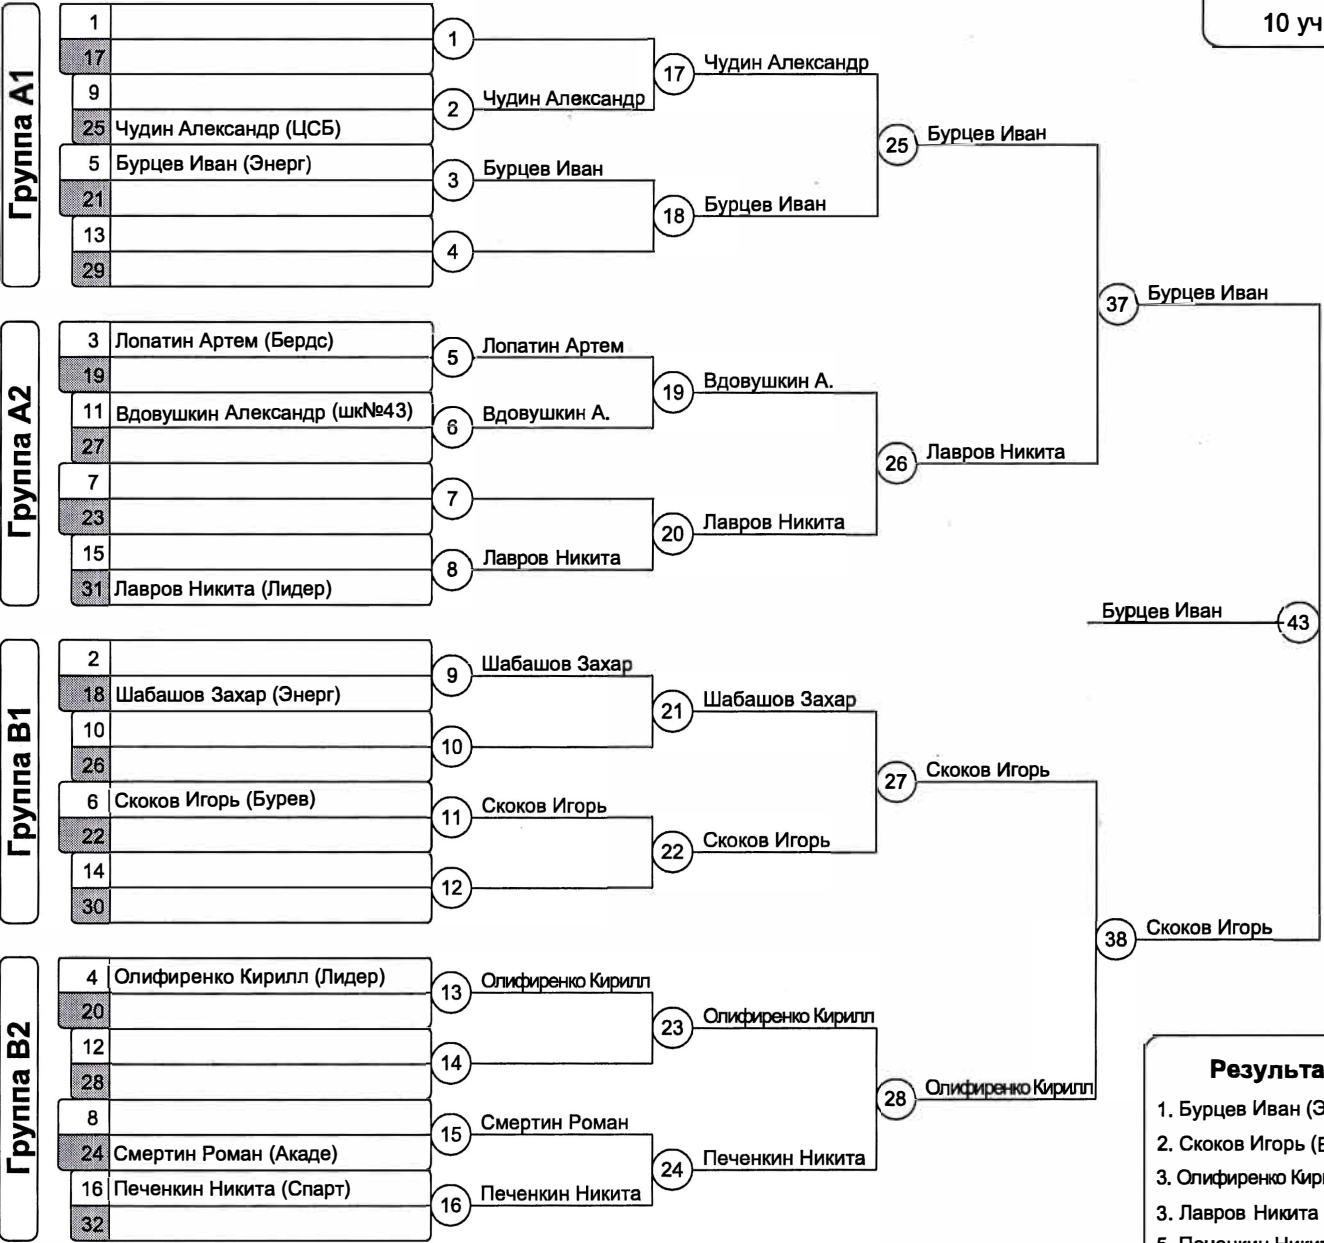 10 уч
Группа A1
1
17
9
25 Чудин Александр (ЦСБ)
5 Бурцев Иван (Энерг)
21
13
29
1
2 Чудин Александр
3 Бурцев Иван
4
17 Чудин Александр
18 Бурцев Иван
25 Бурцев Иван
Группа A2
3 Лопатин Артем (Бердс)
19
11 Вдовушкин Александр (шк№43)
27
7
23
15
31 Лавров Никита (Лидер)
5 Лопатин Артем
6 Вдовушкин А.
7
8 Лавров Никита
19 Вдовушкин А.
20 Лавров Никита
26 Лавров Никита
37 Бурцев Иван
Бурцев Иван 43
Группа B1
2
18 Шабашов Захар (Энерг)
10
26
6 Скоков Игорь (Бурев)
22
14
30
9 Шабашов Захар
10
11 Скоков Игорь
12
21 Шабашов Захар
22 Скоков Игорь
27 Скоков Игорь
38 Скоков Игорь
Группа B2
4 Олифиренко Кирилл (Лидер)
20
12
28
8
24 Смертин Роман (Акаде)
16 Печенкин Никита (Спарт)
32
13 Олифиренко Кирилл
14
15 Смертин Роман
16 Печенкин Никита
23 Олифиренко Кирилл
24 Печенкин Никита
28 Олифиренко Кирилл
Результа
1. Бурцев Иван (Э
2. Скоков Игорь (
3. Олифиренко Кир
3. Лавров Никита